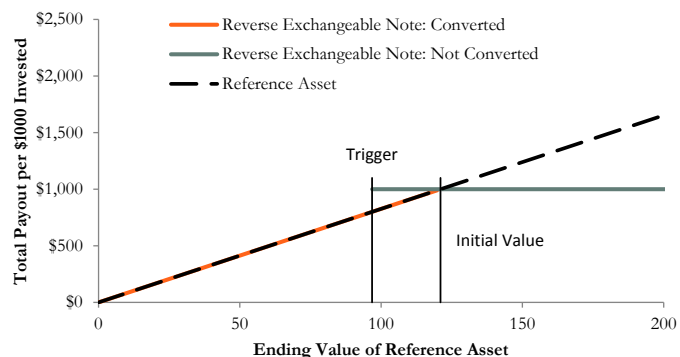 $2,500
$2,000
$1,500
$1,000
$500
$0
Total Payout per $1000 Invested
Reverse Exchangeable Note: Converted
Reverse Exchangeable Note: Not Converted
Reference Asset
Trigger
Initial Value
0 50 100 150 200
Ending Value of Reference Asset